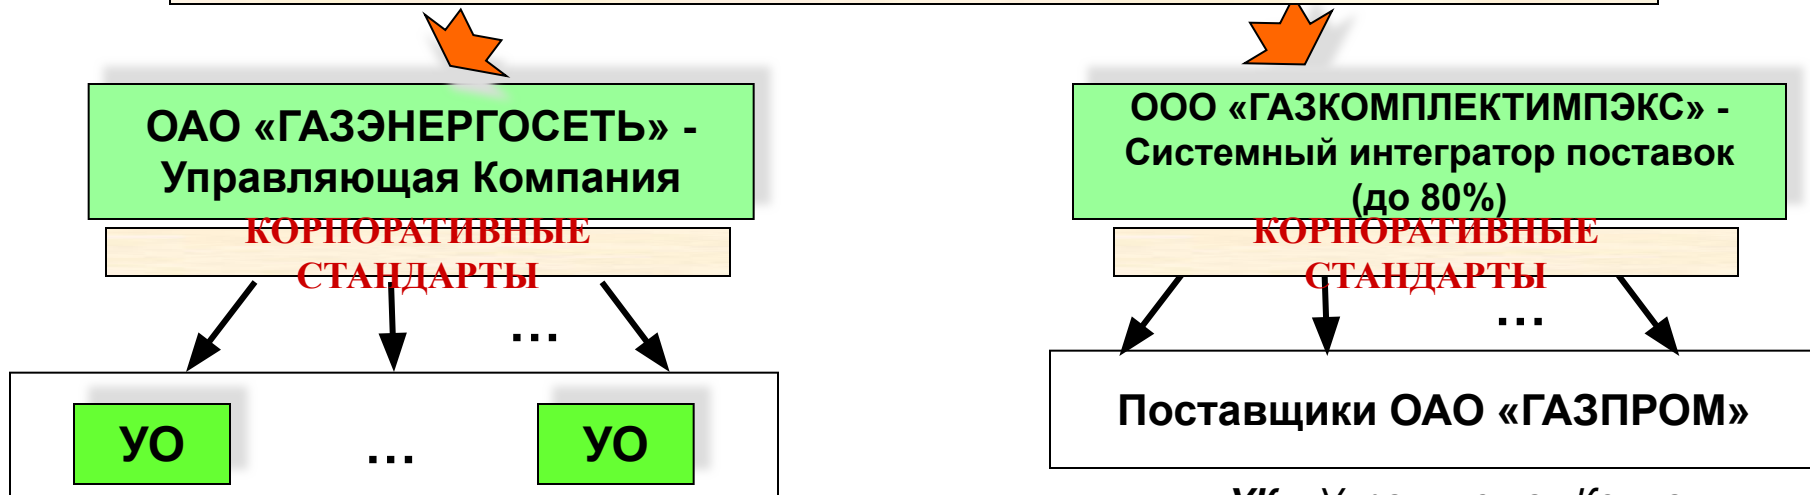 ОАО «ГАЗЭНЕРГОСЕТЬ» -
Управляющая Компания
КОРПОРАТИВНЫЕ
СТАНДАРТЫ
…
УО
…
УО
ООО «ГАЗКОМПЛЕКТИМПЭКС» -
Системный интегратор поставок
(до 80%)
КОРПОРАТИВНЫЕ
СТАНДАРТЫ
…
Поставщики ОАО «ГАЗПРОМ»